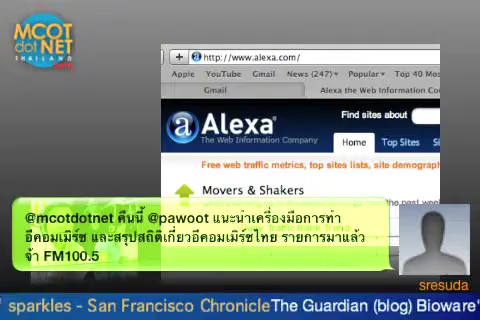 MCOT
dot NET
THAILAND
http://www.alexa.com/
Apple YouTube Gmail News (247) Popular Top 40 Mos
Gmail Alexa the Web Information Con
Find sites about
a Alexa
The Web Information Company
Home Top Sites Si
Free web traffic metrics, top sites lists, site demograph
Movers & Shakers
the past week
@mcotdotnet คืนนี้ @pawoot แนะนำเครื่องมือการทำ
อีคอมเมิร์ซ และสรุปสถิติเกี่ยวอีคอมเมิร์ซไทย รายการมาแล้ว
จ้า FM100.5
sresuda
' sparkles - San Francisco ChronicleThe Guardian (blog) Bioware'